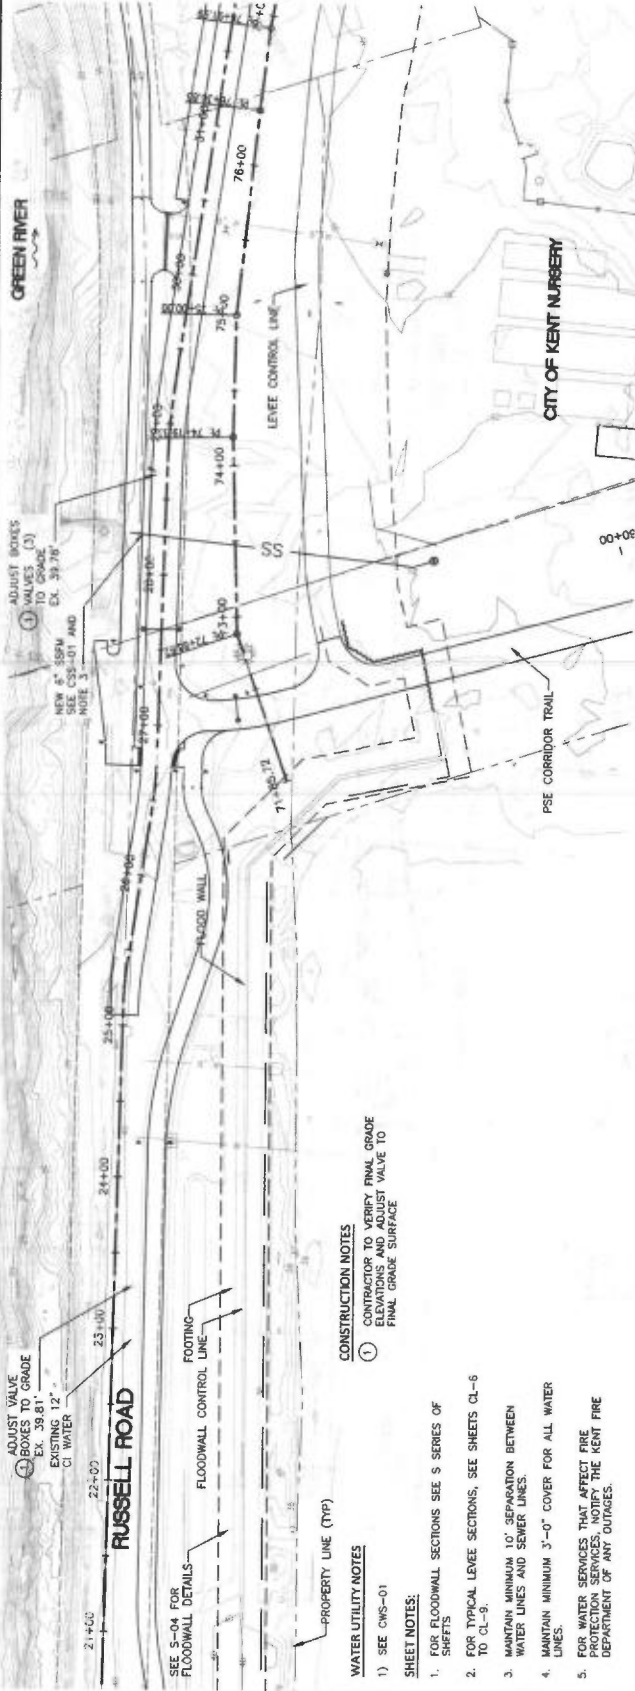 GREEN RIVER
ADJUST VALVE
① BOXES TO GRADE
EX. 39.81'
EXISTING 12"
CI WATER
ADJUST BOXES
① VALVES (3)
TO GRADE
EX. 39.78'
NEW 6" SSFM
SEE CSS-01 AND
NOTE 3
21+00
22+00
23+00
24+00
25+00
26+00
27+00
28+00
RUSSELL ROAD
SEE S-04 FOR
FLOODWALL DETAILS
FOOTING
FLOODWALL CONTROL LINE
FLOOD WALL
PROPERTY LINE (TYP)
73+00
74+00
75+00
76+00
SS
LEVEE CONTROL LINE
CITY OF KENT NURSERY
PSE CORRIDOR TRAIL
WATER UTILITY NOTES
1) SEE CWS-01
SHEET NOTES:
1. FOR FLOODWALL SECTIONS SEE S SERIES OF
SHEETS
2. FOR TYPICAL LEVEE SECTIONS, SEE SHEETS CL-6
TO CL-9.
3. MAINTAIN MINIMUM 10' SEPARATION BETWEEN
WATER LINES AND SEWER LINES.
4. MAINTAIN MINIMUM 3'-0" COVER FOR ALL WATER
LINES.
5. FOR WATER SERVICES THAT AFFECT FIRE
PROTECTION SERVICES, NOTIFY THE KENT FIRE
DEPARTMENT OF ANY OUTAGES.
CONSTRUCTION NOTES
① CONTRACTOR TO VERIFY FINAL GRADE
ELEVATIONS AND ADJUST VALVE TO
FINAL GRADE SURFACE